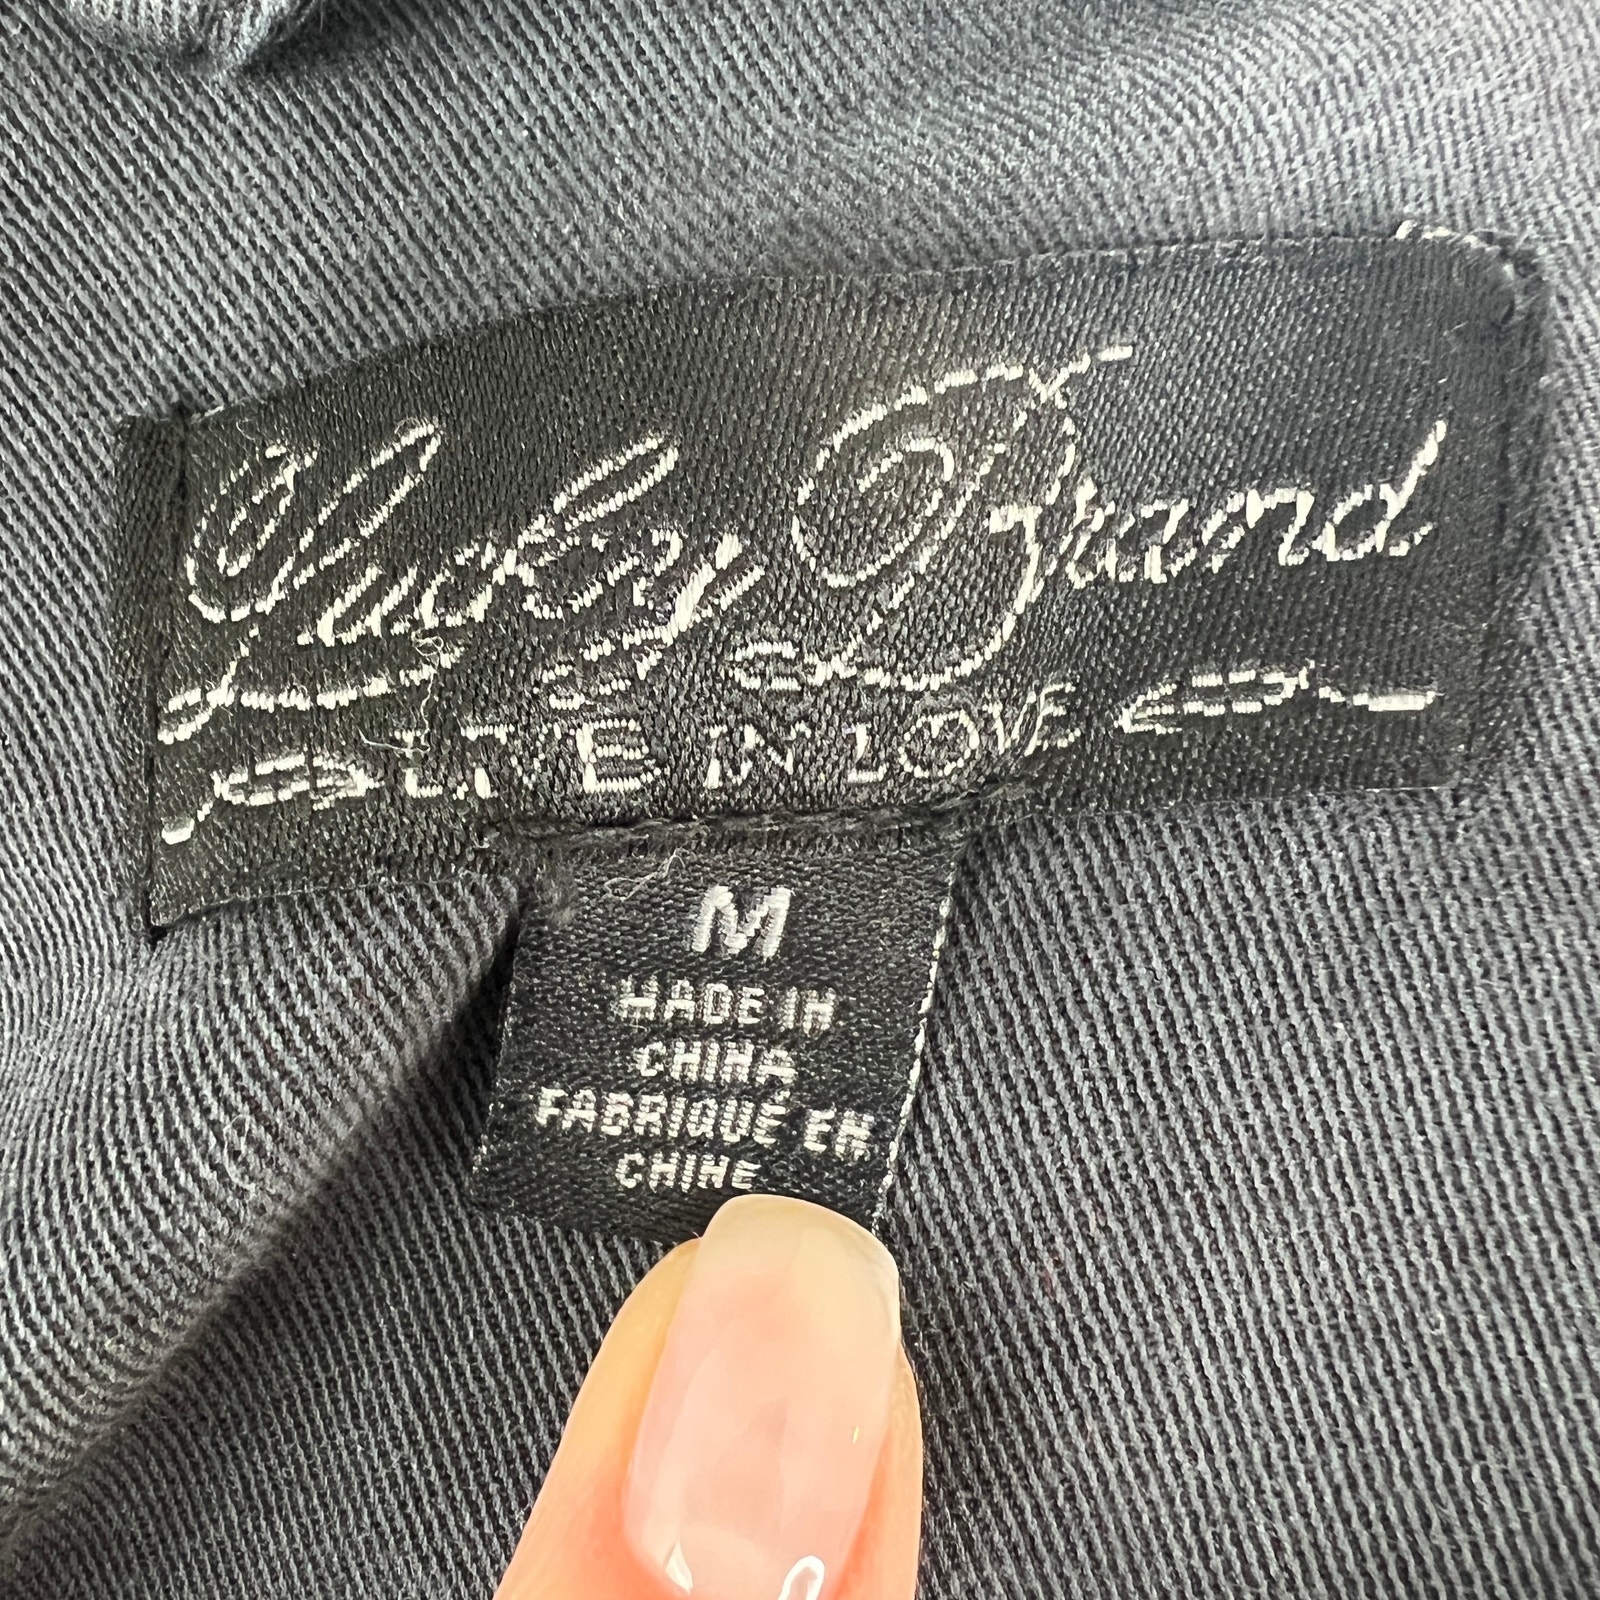 Lucky Brand
LIVE IN LOVE
M
MADE IN
CHINA
FABRIQUÉ EN
CHINE